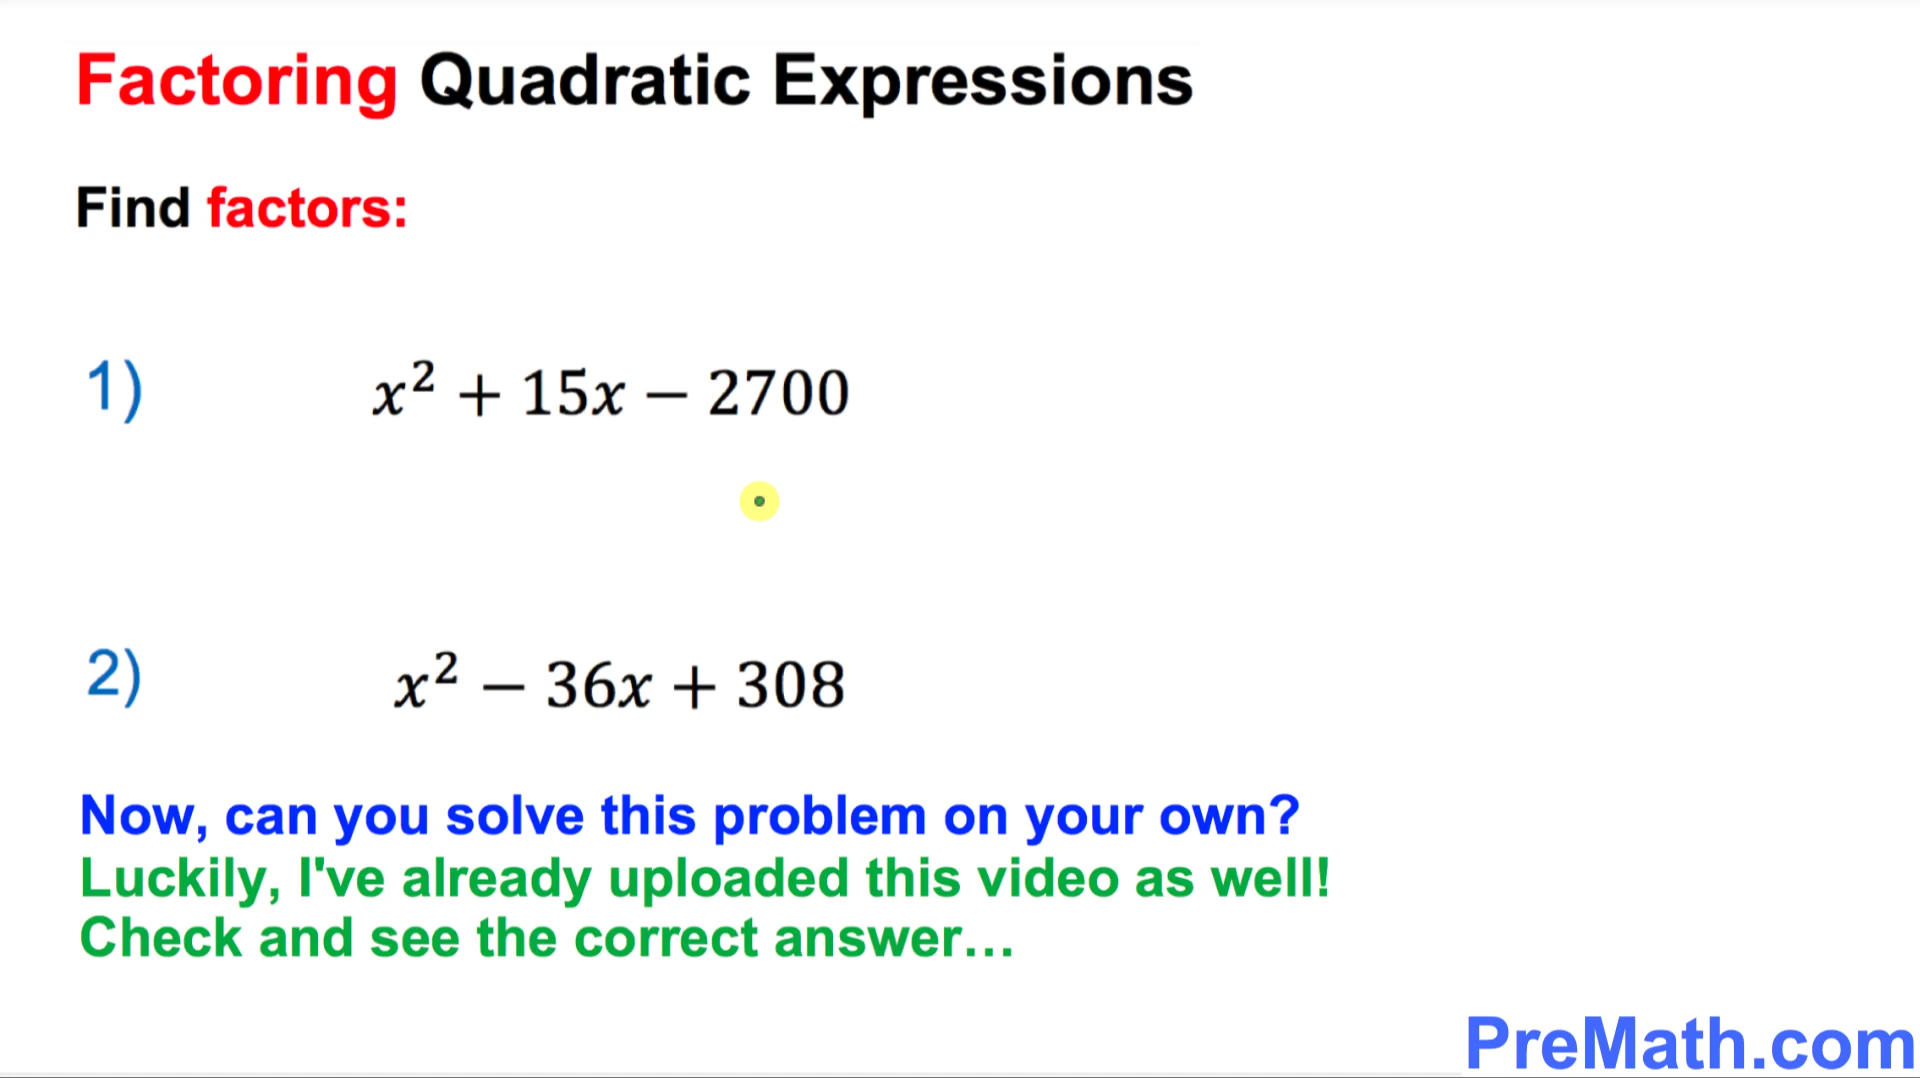 Factoring Quadratic Expressions
Find factors:
1) x² + 15x − 2700
2) x² − 36x + 308
Now, can you solve this problem on your own?
Luckily, I've already uploaded this video as well!
Check and see the correct answer...
PreMath.com